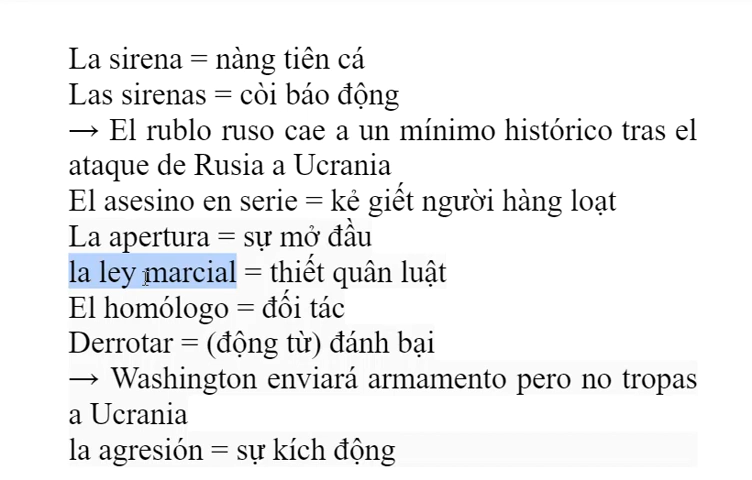 La sirena = nàng tiên cá
Las sirenas = còi báo động
→ El rublo ruso cae a un mínimo histórico tras el
ataque de Rusia a Ucrania
El asesino en serie = kẻ giết người hàng loạt
La apertura = sự mở đầu
la ley marcial = thiết quân luật
El homólogo = đối tác
Derrotar = (động từ) đánh bại
→ Washington enviará armamento pero no tropas
a Ucrania
la agresión = sự kích động